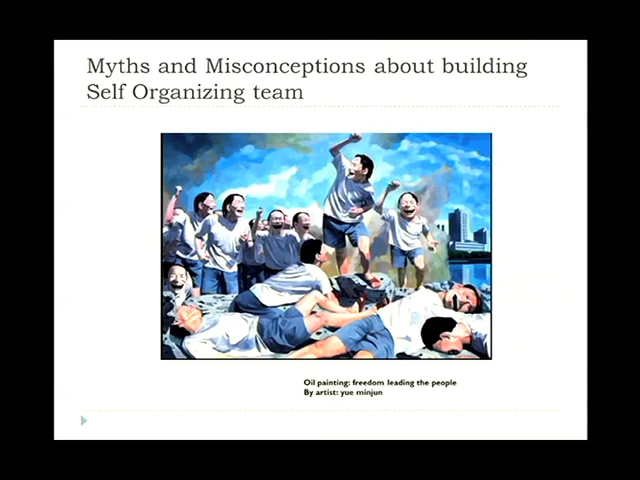 Myths and Misconceptions about building
Self Organizing team
Oil painting: freedom leading the people
By artist: yue minjun